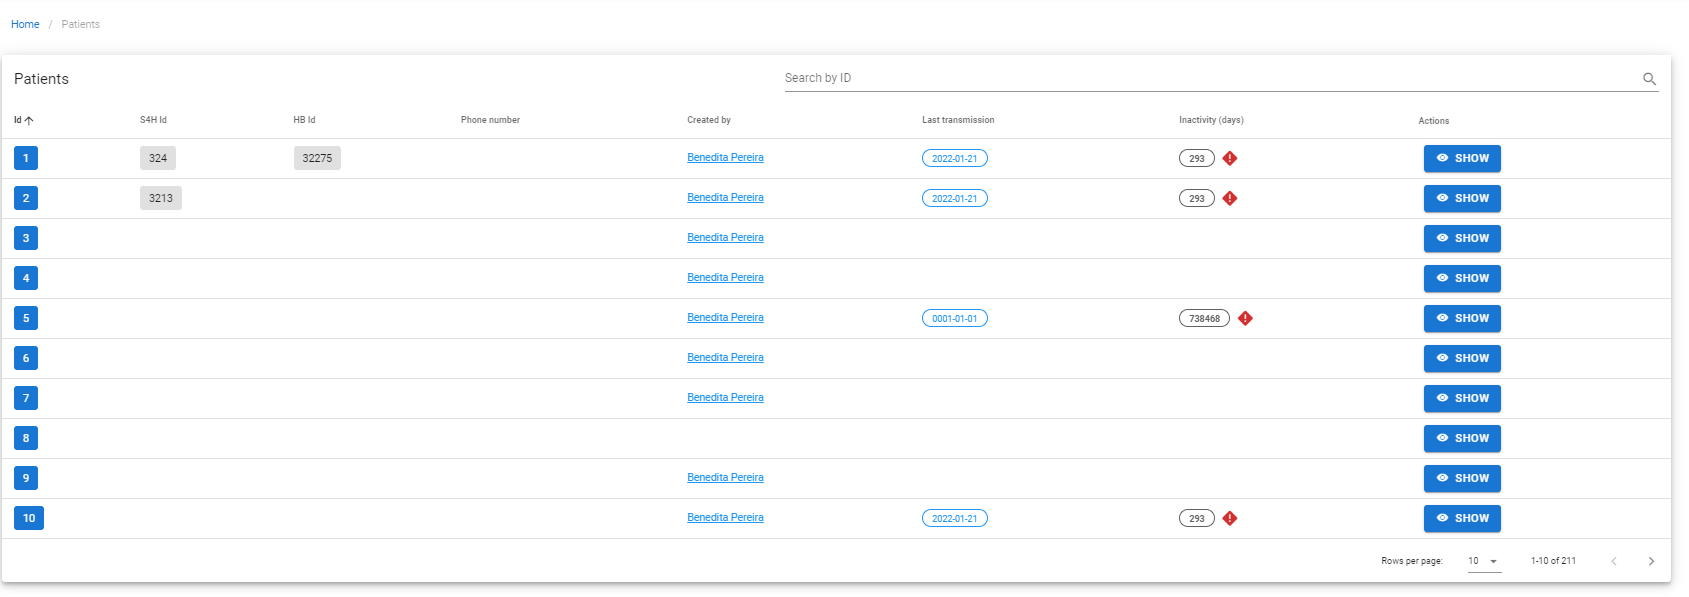 Home / Patients
Patients Search by ID
Id S4H Id HB Id Phone number Created by Last transmission Inactivity (days) Actions
1 324 32275 Benedita Pereira 2022-01-21 293 SHOW
2 3213 Benedita Pereira 2022-01-21 293 SHOW
3 Benedita Pereira SHOW
4 Benedita Pereira SHOW
5 Benedita Pereira 0001-01-01 738468 SHOW
6 Benedita Pereira SHOW
7 Benedita Pereira SHOW
8 SHOW
9 Benedita Pereira SHOW
10 Benedita Pereira 2022-01-21 293 SHOW
Rows per page: 10 1-10 of 211